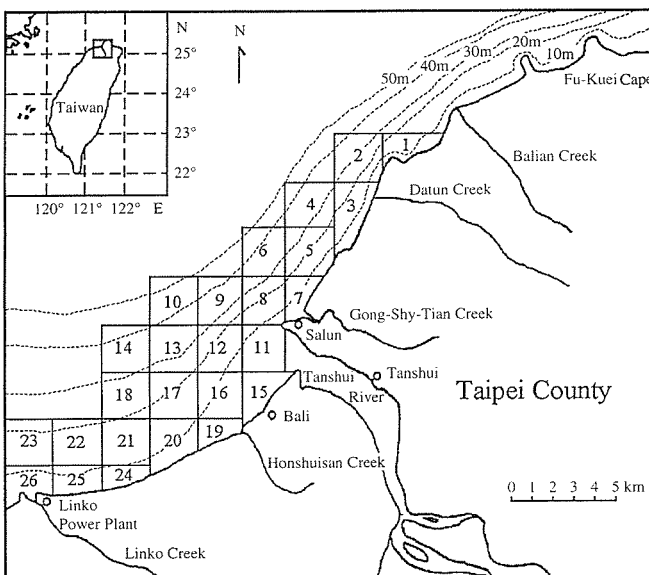 N
25°
24°
23°
22°
120° 121° 122° E
Taiwan
N
50m
40m
30m
20m
10m
Fu-Kuei Cape
Balian Creek
Datun Creek
1
2
3
4
5
6
7
8
9
10
Gong-Shy-Tian Creek
Salun
11
12
13
14
Tanshui
River
Tanshui
Taipei County
15
16
17
18
Bali
19
20
21
22
23
Honshuisan Creek
24
25
26
Linko
Power Plant
Linko Creek
0 1 2 3 4 5 km